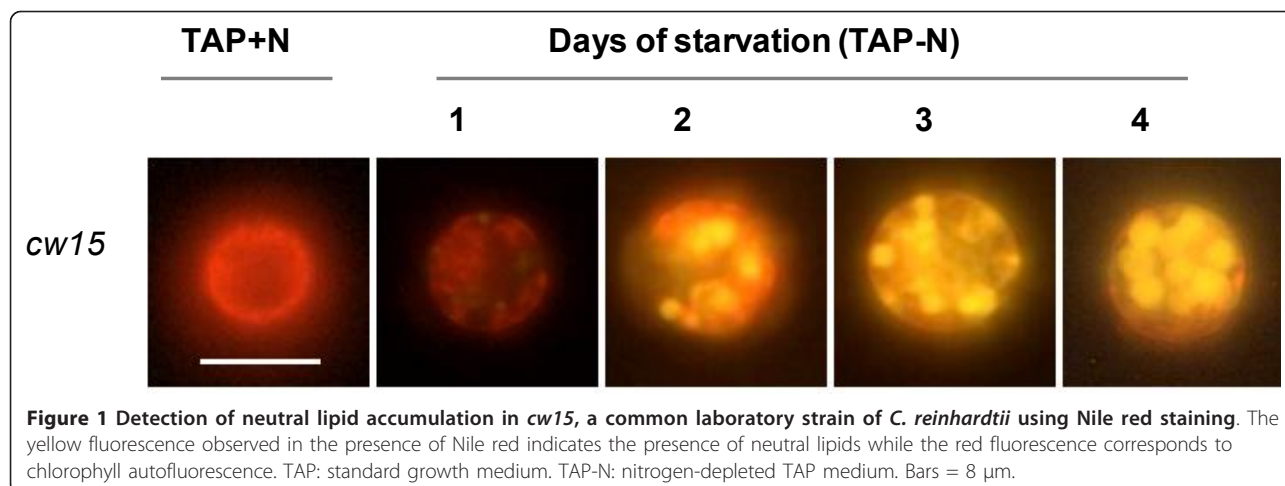 TAP+N
Days of starvation (TAP-N)
1 2 3 4
cw15
Figure 1 Detection of neutral lipid accumulation in cw15, a common laboratory strain of C. reinhardtii using Nile red staining. The
yellow fluorescence observed in the presence of Nile red indicates the presence of neutral lipids while the red fluorescence corresponds to
chlorophyll autofluorescence. TAP: standard growth medium. TAP-N: nitrogen-depleted TAP medium. Bars = 8 μm.